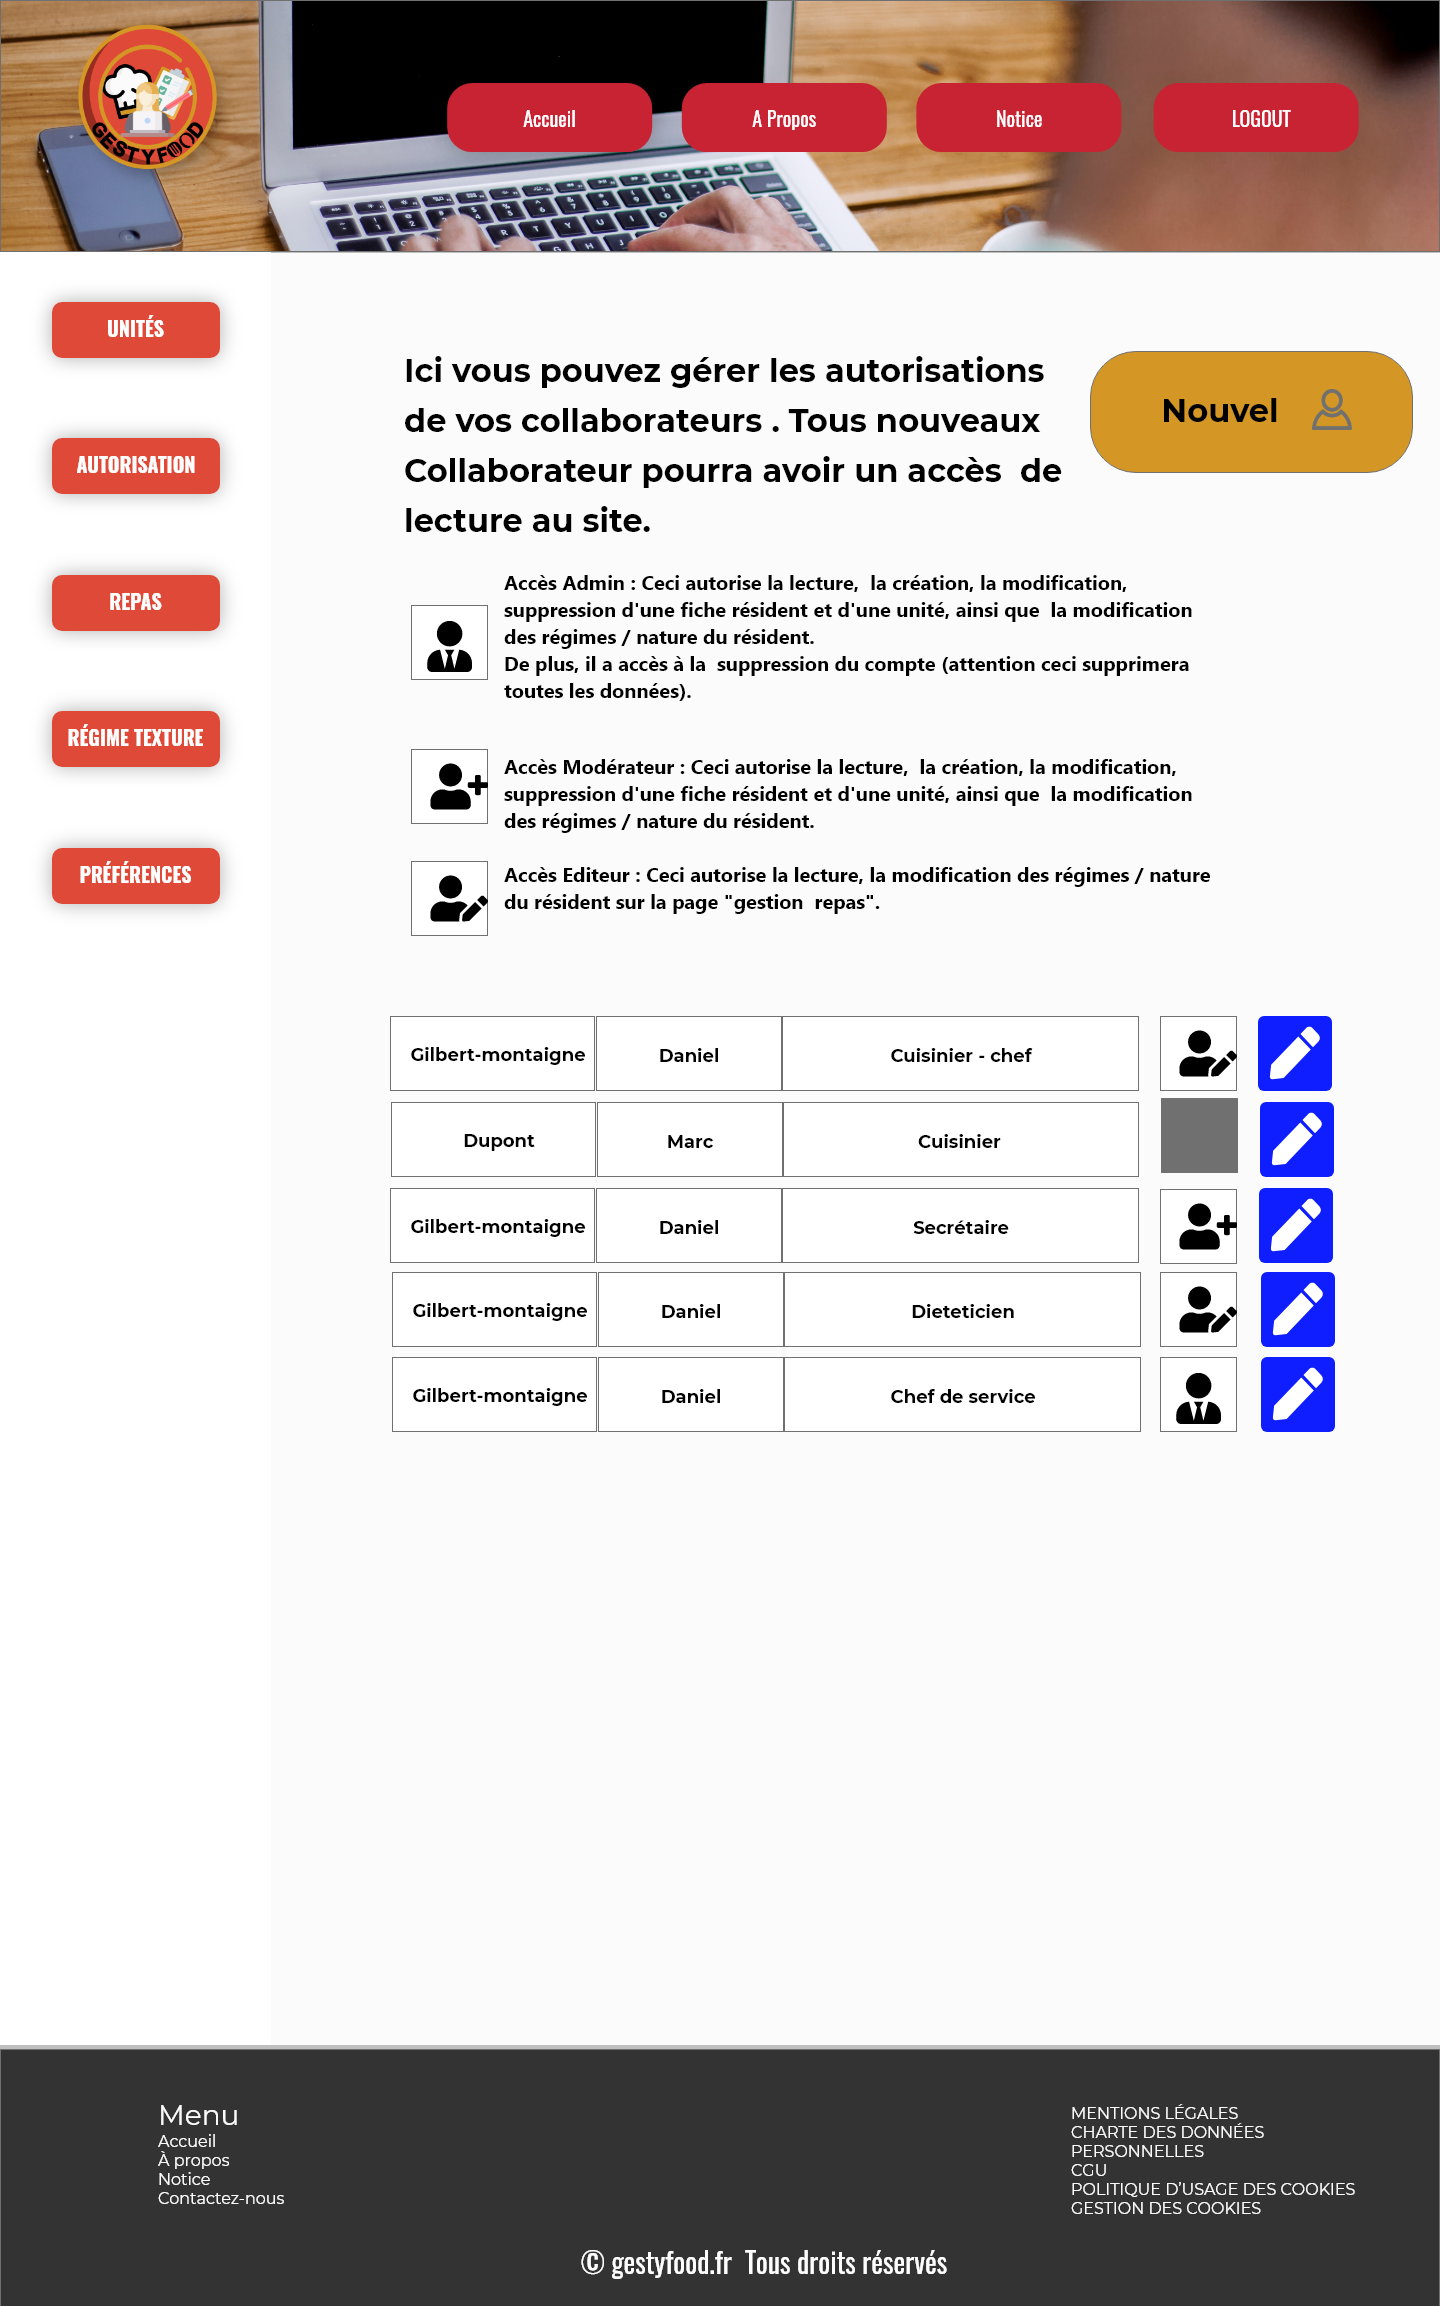 GESTYFOOD
Accueil
A Propos
Notice
LOGOUT
UNITÉS
AUTORISATION
REPAS
RÉGIME TEXTURE
PRÉFÉRENCES
Ici vous pouvez gérer les autorisations
de vos collaborateurs . Tous nouveaux
Collaborateur pourra avoir un accès  de
lecture au site.
Nouvel
Accès Admin : Ceci autorise la lecture,  la création, la modification,
suppression d'une fiche résident et d'une unité, ainsi que  la modification
des régimes / nature du résident.
De plus, il a accès à la  suppression du compte (attention ceci supprimera
toutes les données).
Accès Modérateur : Ceci autorise la lecture,  la création, la modification,
suppression d'une fiche résident et d'une unité, ainsi que  la modification
des régimes / nature du résident.
Accès Editeur : Ceci autorise la lecture, la modification des régimes / nature
du résident sur la page "gestion  repas".
Gilbert-montaigne Daniel Cuisinier - chef
Dupont Marc Cuisinier
Gilbert-montaigne Daniel Secrétaire
Gilbert-montaigne Daniel Dieteticien
Gilbert-montaigne Daniel Chef de service
Menu
Accueil
À propos
Notice
Contactez-nous
MENTIONS LÉGALES
CHARTE DES DONNÉES
PERSONNELLES
CGU
POLITIQUE D'USAGE DES COOKIES
GESTION DES COOKIES
© gestyfood.fr  Tous droits réservés